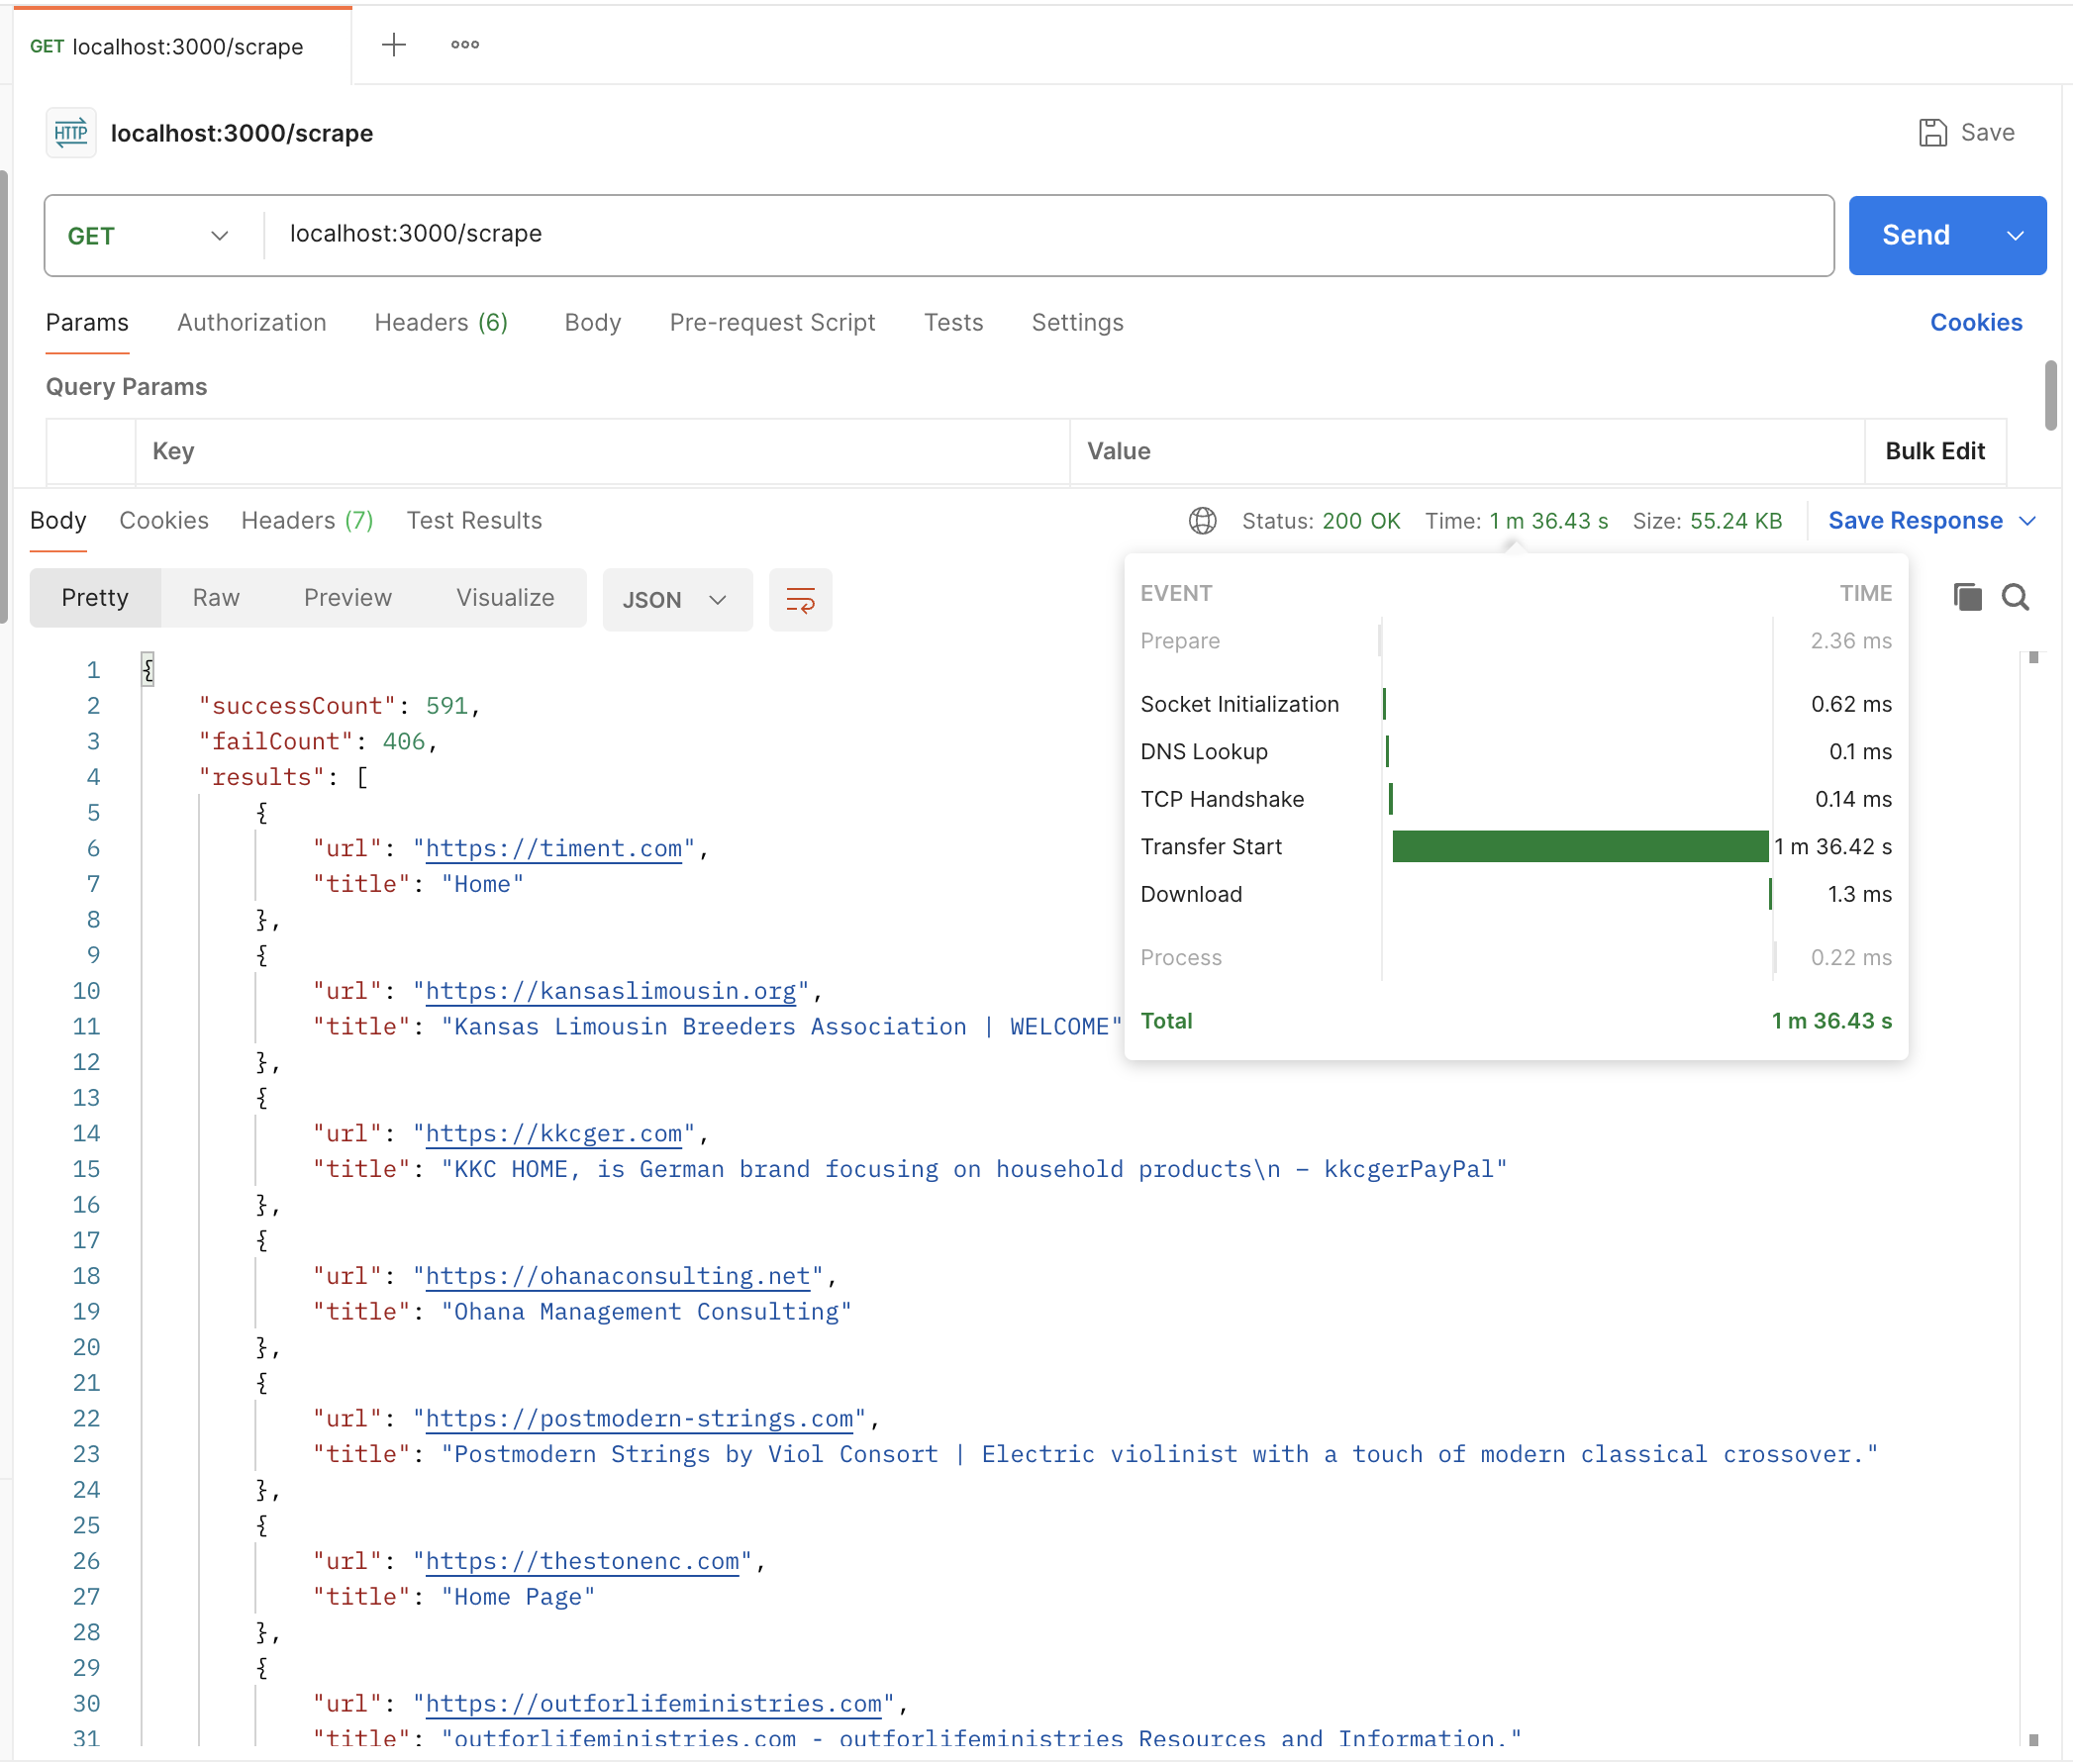 GET localhost:3000/scrape
HTTP localhost:3000/scrape Save
GET localhost:3000/scrape Send
Params Authorization Headers (6) Body Pre-request Script Tests Settings Cookies
Query Params
Key Value Bulk Edit
Body Cookies Headers (7) Test Results Status: 200 OK Time: 1 m 36.43 s Size: 55.24 KB Save Response
Pretty Raw Preview Visualize JSON
EVENT TIME
Prepare 2.36 ms
Socket Initialization 0.62 ms
DNS Lookup 0.1 ms
TCP Handshake 0.14 ms
Transfer Start 1 m 36.42 s
Download 1.3 ms
Process 0.22 ms
Total 1 m 36.43 s
1 {
2 "successCount": 591,
3 "failCount": 406,
4 "results": [
5 {
6 "url": "https://timent.com",
7 "title": "Home"
8 },
9 {
10 "url": "https://kansaslimousin.org",
11 "title": "Kansas Limousin Breeders Association | WELCOME"
12 },
13 {
14 "url": "https://kkcger.com",
15 "title": "KKC HOME, is German brand focusing on household products\n – kkcgerPayPal"
16 },
17 {
18 "url": "https://ohanaconsulting.net",
19 "title": "Ohana Management Consulting"
20 },
21 {
22 "url": "https://postmodern-strings.com",
23 "title": "Postmodern Strings by Viol Consort | Electric violinist with a touch of modern classical crossover."
24 },
25 {
26 "url": "https://thestonenc.com",
27 "title": "Home Page"
28 },
29 {
30 "url": "https://outforlifeministries.com",
31 "title": "outforlifeministries.com - outforlifeministries Resources and Information."